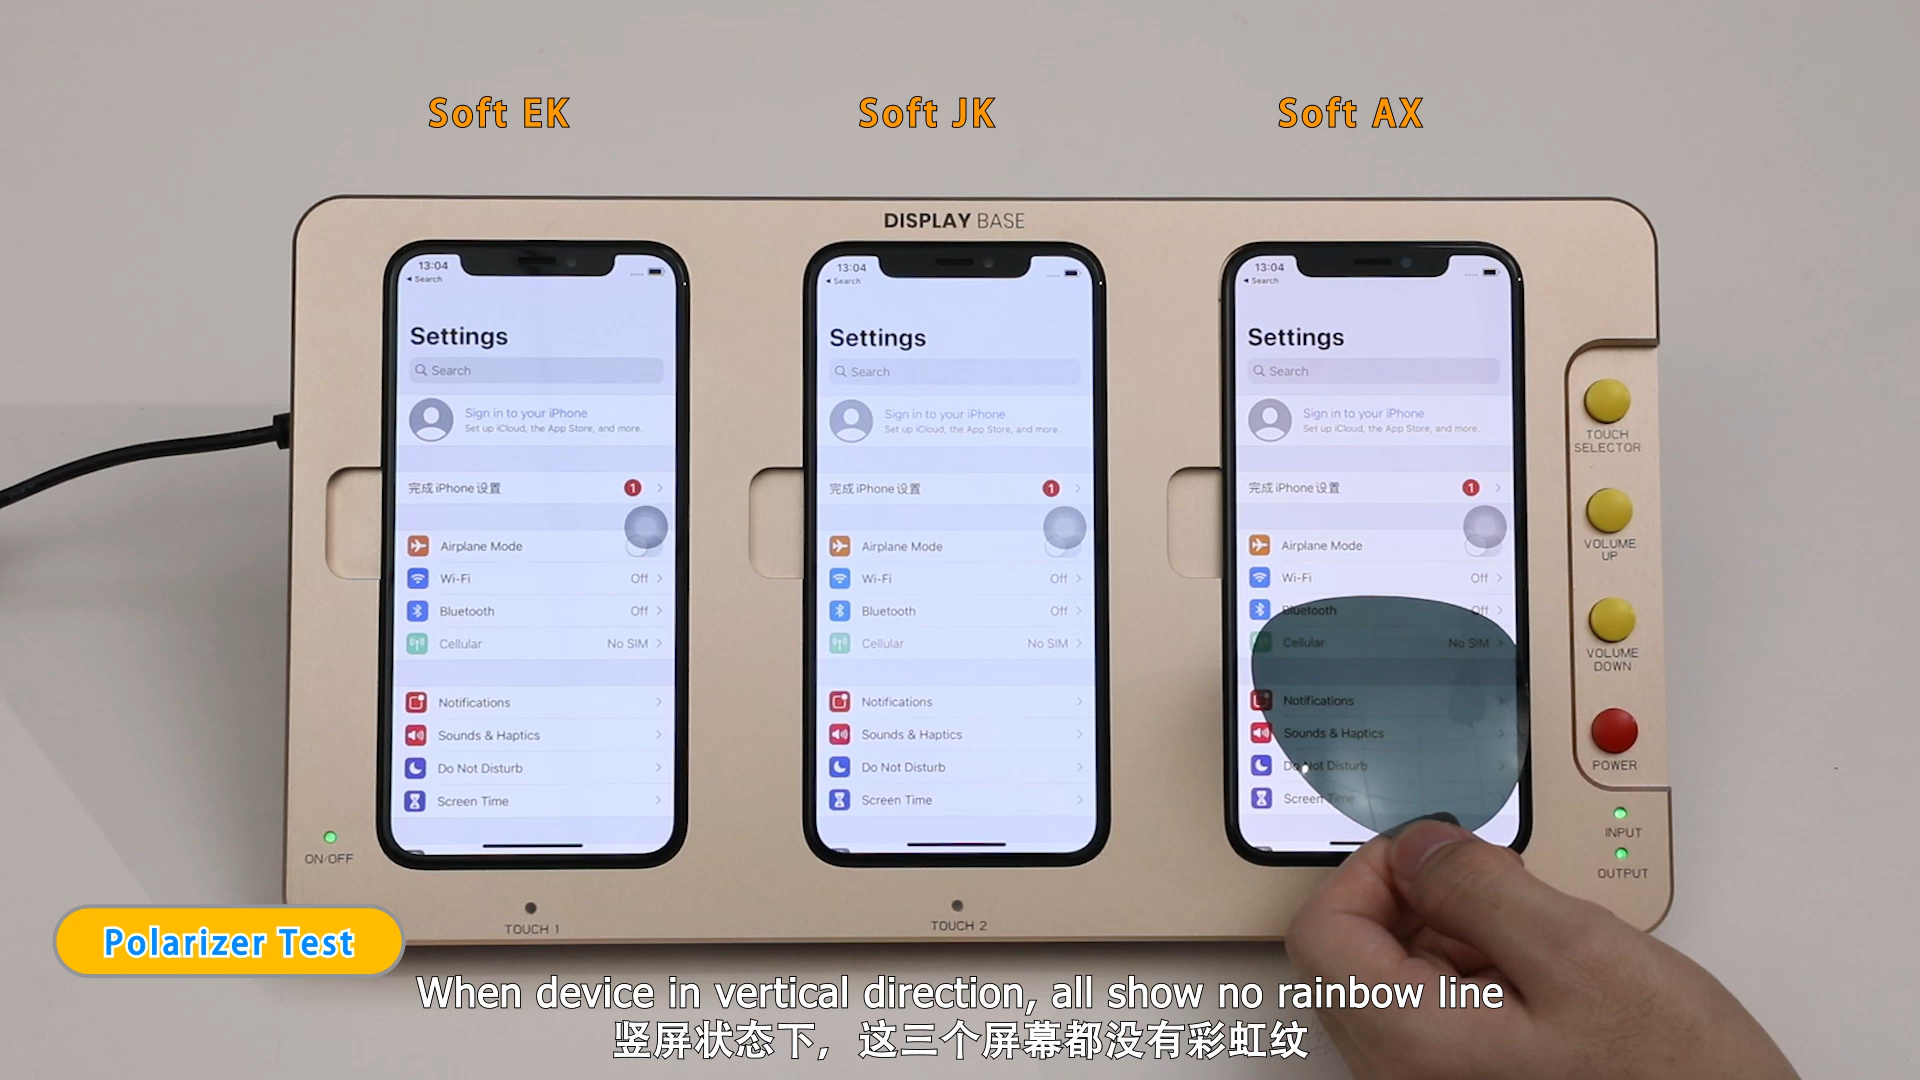 Soft EK
Soft JK
Soft AX
DISPLAY BASE
13:04
Search
Settings
Search
Sign in to your iPhone
Set up iCloud, the App Store, and more.
完成 iPhone 设置
1
Airplane Mode
Wi-Fi
Off
Bluetooth
Off
Cellular
No SIM
Notifications
Sounds & Haptics
Do Not Disturb
Screen Time
13:04
Search
Settings
Search
Sign in to your iPhone
Set up iCloud, the App Store, and more.
完成 iPhone 设置
1
Airplane Mode
Wi-Fi
Off
Bluetooth
Off
Cellular
No SIM
Notifications
Sounds & Haptics
Do Not Disturb
Screen Time
13:04
Search
Settings
Search
Sign in to your iPhone
Set up iCloud, the App Store, and more.
完成 iPhone 设置
1
Airplane Mode
Wi-Fi
Off
Bluetooth
Off
Cellular
No SIM
Notifications
Sounds & Haptics
Do Not Disturb
Screen Time
TOUCH
SELECTOR
VOLUME
UP
VOLUME
DOWN
POWER
INPUT
OUTPUT
ON/OFF
TOUCH 1
TOUCH 2
Polarizer Test
When device in vertical direction, all show no rainbow line
竖屏状态下，这三个屏幕都没有彩虹纹